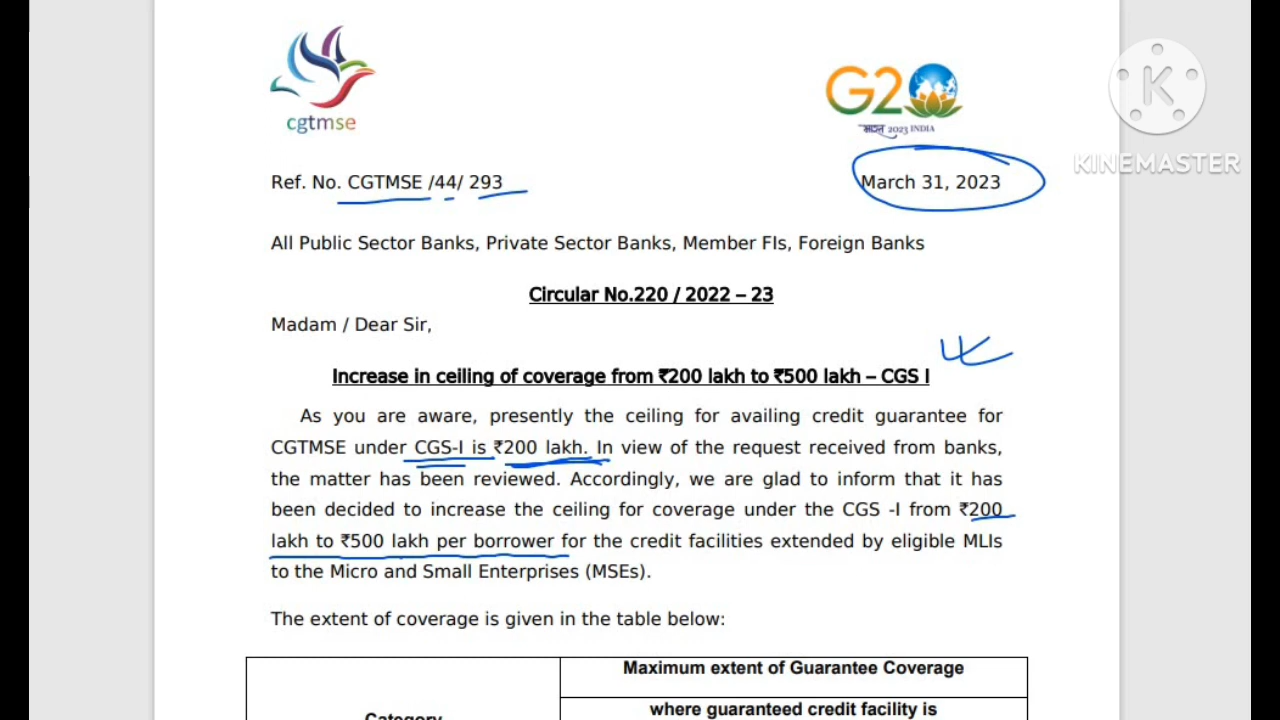 cgtmse
G20
भारत 2023 INDIA
K
KINEMASTER
Ref. No. CGTMSE /44/ 293
March 31, 2023
All Public Sector Banks, Private Sector Banks, Member FIs, Foreign Banks
Circular No.220 / 2022 – 23
Madam / Dear Sir,
Increase in ceiling of coverage from ₹200 lakh to ₹500 lakh – CGS I
As you are aware, presently the ceiling for availing credit guarantee for
CGTMSE under CGS-I is ₹200 lakh. In view of the request received from banks,
the matter has been reviewed. Accordingly, we are glad to inform that it has
been decided to increase the ceiling for coverage under the CGS -I from ₹200
lakh to ₹500 lakh per borrower for the credit facilities extended by eligible MLIs
to the Micro and Small Enterprises (MSEs).
The extent of coverage is given in the table below:
Maximum extent of Guarantee Coverage
where guaranteed credit facility is
Category